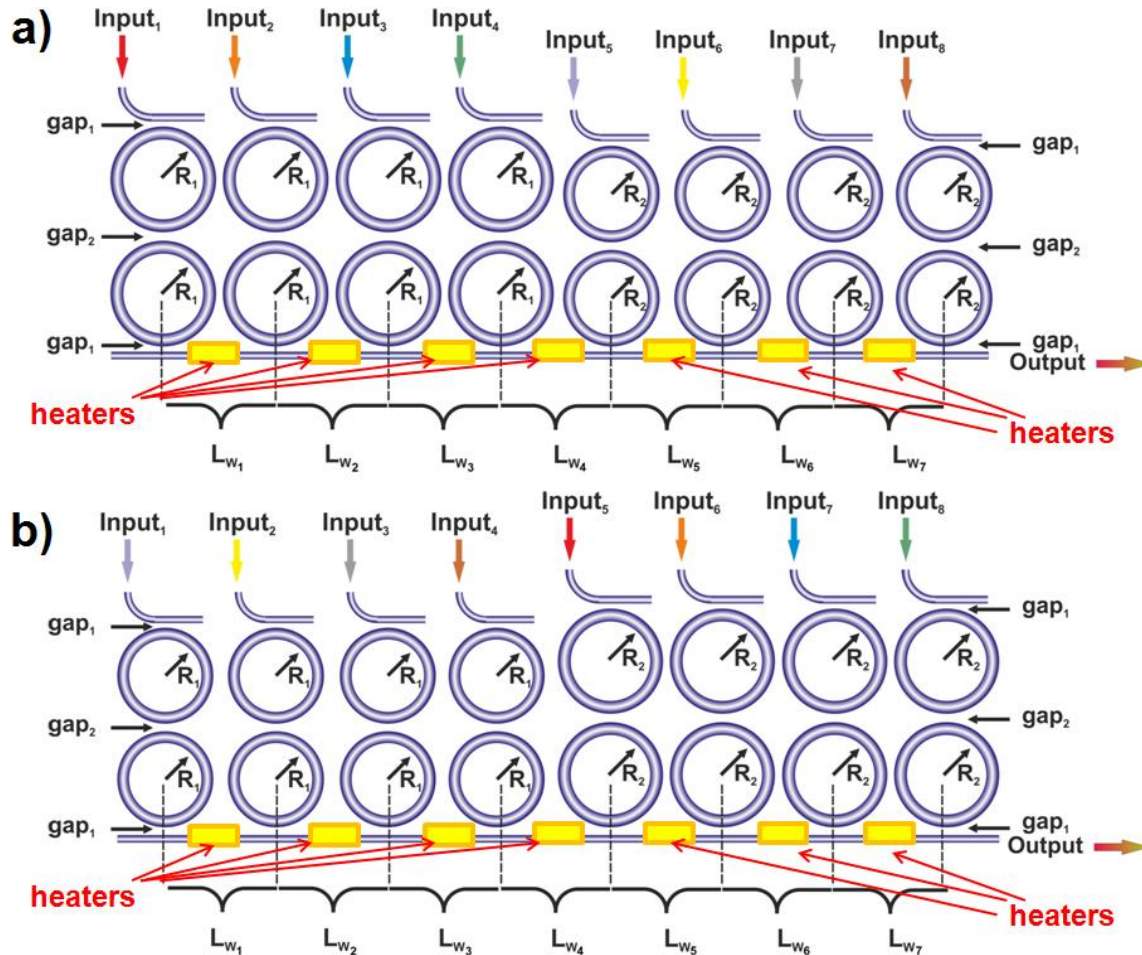 a)
Input₁ Input₂ Input₃ Input₄ Input₅ Input₆ Input₇ Input₈
gap₁ gap₁
R₁ R₁ R₁ R₁ R₂ R₂ R₂ R₂
gap₂ gap₂
R₁ R₁ R₁ R₁ R₂ R₂ R₂ R₂
gap₁ gap₁
Output
heaters heaters
Lw₁ Lw₂ Lw₃ Lw₄ Lw₅ Lw₆ Lw₇
b)
Input₁ Input₂ Input₃ Input₄ Input₅ Input₆ Input₇ Input₈
gap₁ gap₁
R₁ R₁ R₁ R₁ R₂ R₂ R₂ R₂
gap₂ gap₂
R₁ R₁ R₁ R₁ R₂ R₂ R₂ R₂
gap₁ gap₁
Output
heaters heaters
Lw₁ Lw₂ Lw₃ Lw₄ Lw₅ Lw₆ Lw₇